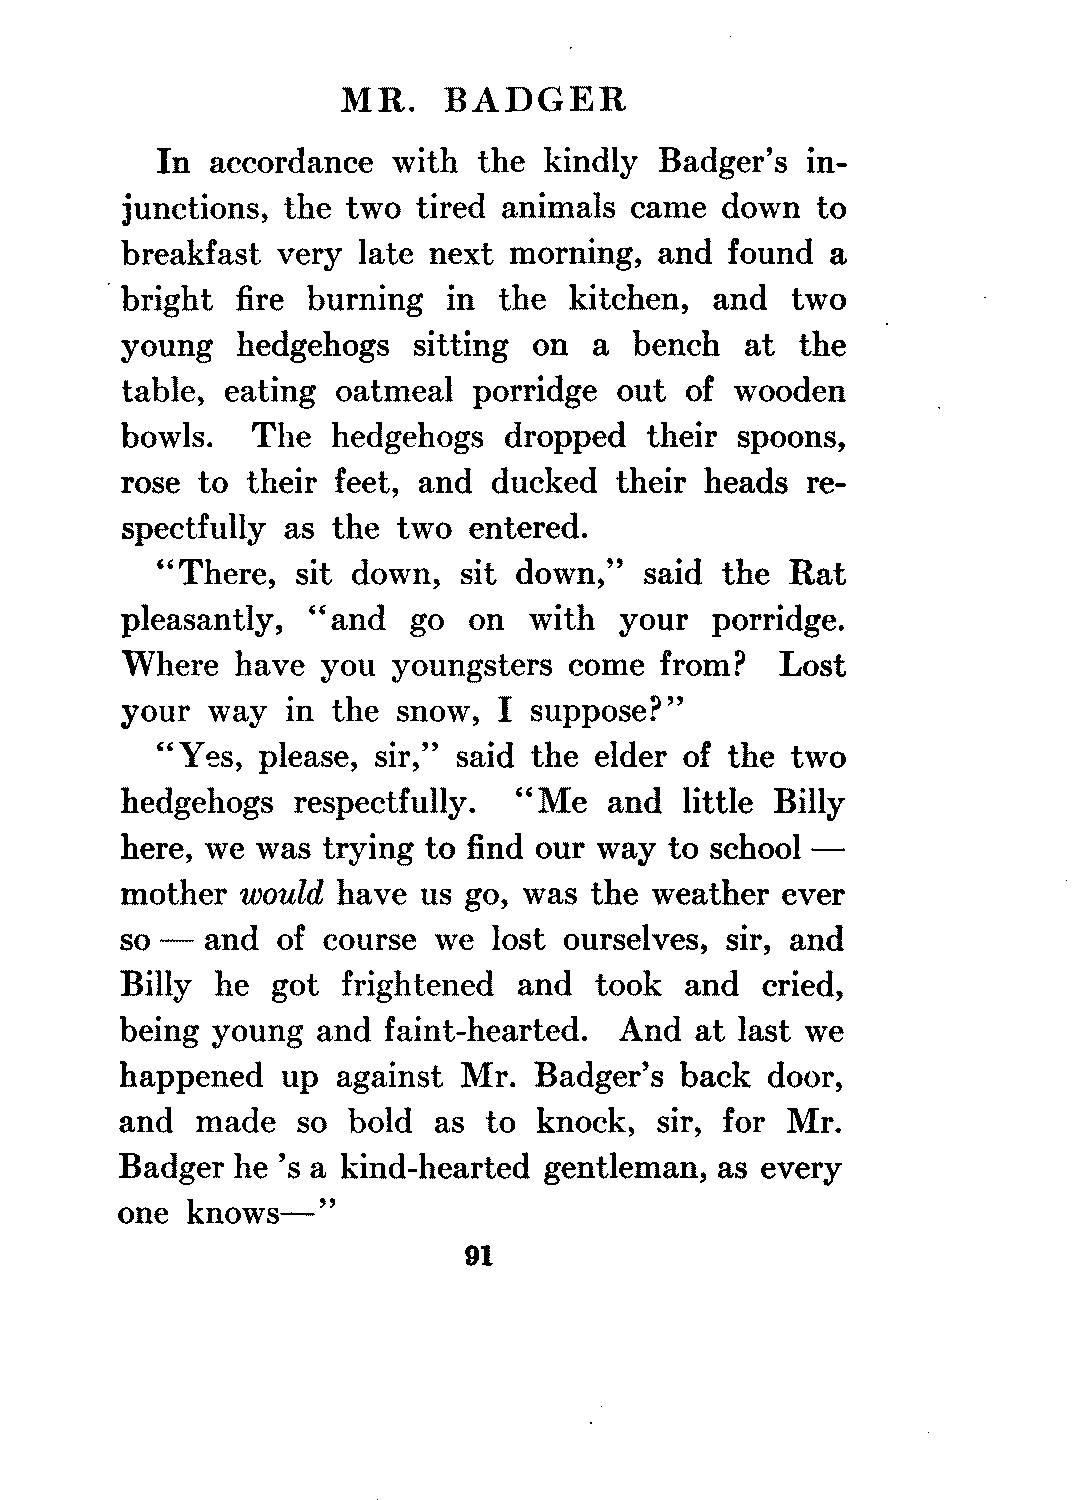 MR. BADGER
In accordance with the kindly Badger's in-
junctions, the two tired animals came down to
breakfast very late next morning, and found a
bright fire burning in the kitchen, and two
young hedgehogs sitting on a bench at the
table, eating oatmeal porridge out of wooden
bowls. The hedgehogs dropped their spoons,
rose to their feet, and ducked their heads re-
spectfully as the two entered.
"There, sit down, sit down," said the Rat
pleasantly, "and go on with your porridge.
Where have you youngsters come from? Lost
your way in the snow, I suppose?"
"Yes, please, sir," said the elder of the two
hedgehogs respectfully. "Me and little Billy
here, we was trying to find our way to school —
mother would have us go, was the weather ever
so — and of course we lost ourselves, sir, and
Billy he got frightened and took and cried,
being young and faint-hearted. And at last we
happened up against Mr. Badger's back door,
and made so bold as to knock, sir, for Mr.
Badger he 's a kind-hearted gentleman, as every
one knows—"
91